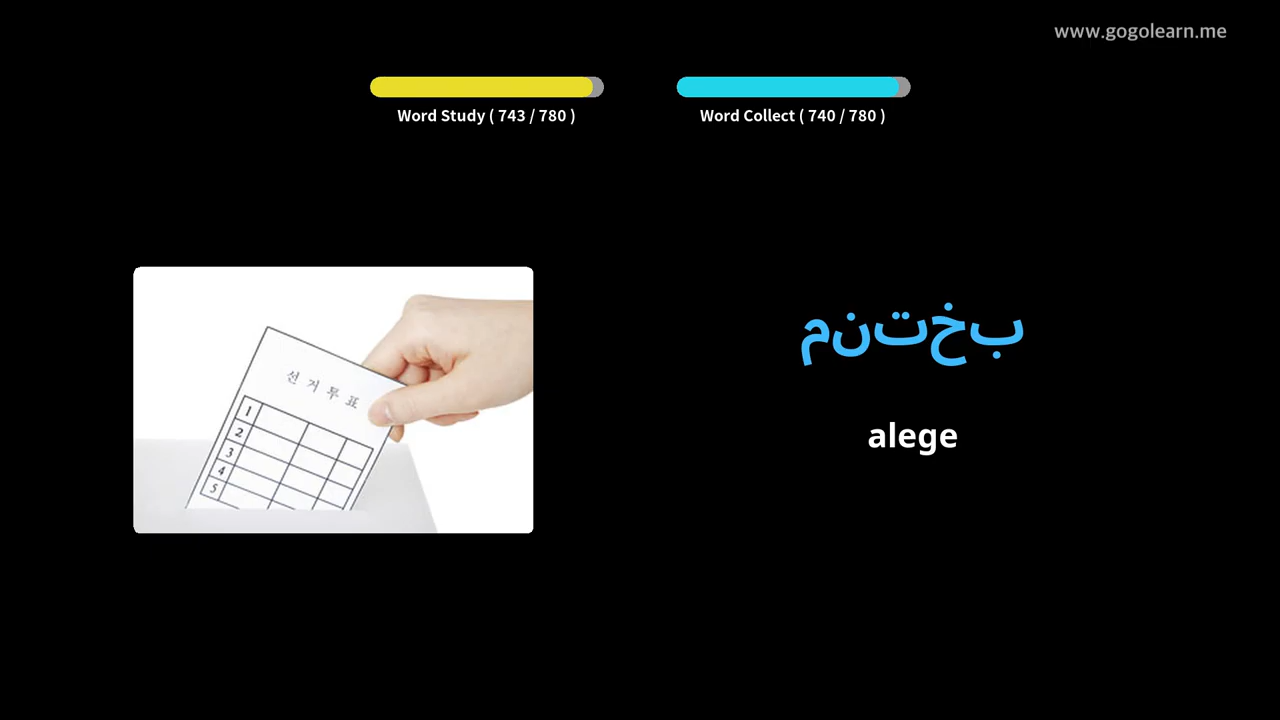 www.gogolearn.me
Word Study ( 743 / 780 )
Word Collect ( 740 / 780 )
선거투표
1
2
3
4
5
بختنم
alege